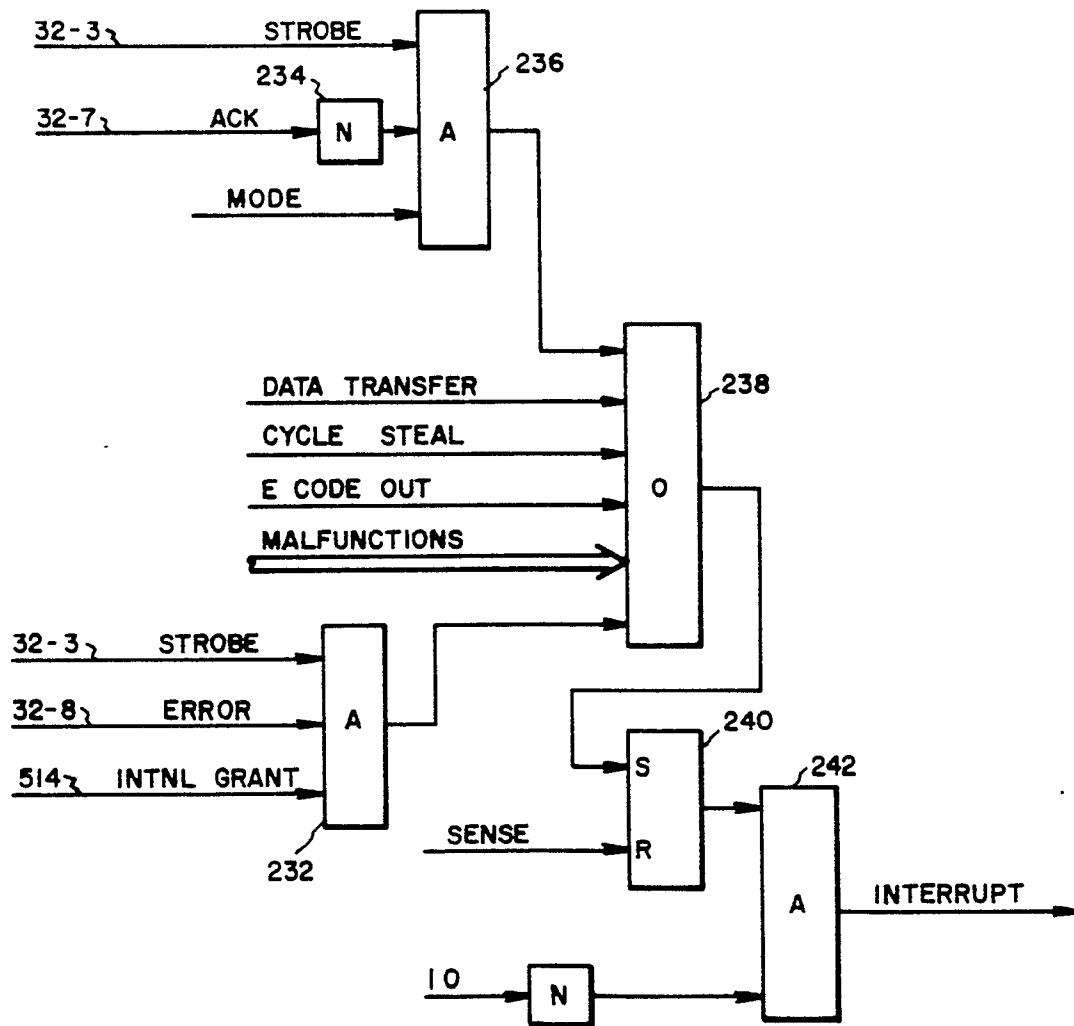 32-3 STROBE
234 236
32-7 ACK N A
MODE
DATA TRANSFER 238
CYCLE STEAL
O
E CODE OUT
MALFUNCTIONS
32-3 STROBE
32-8 ERROR A
240
S 242
514 INTNL GRANT
SENSE R
232
A INTERRUPT
IO N